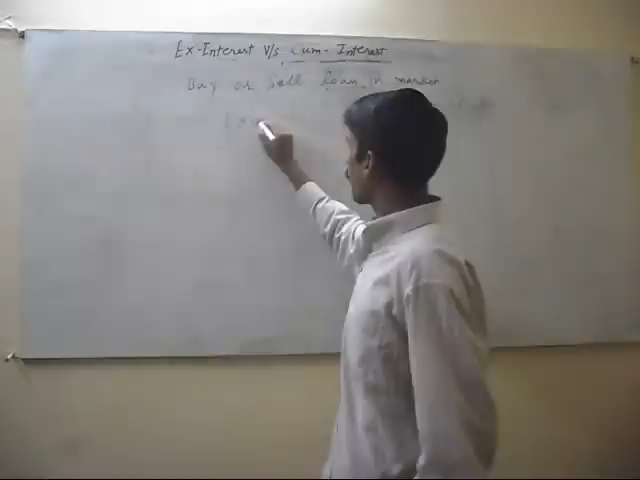 Ex-Interest V/s Cum-Interest
Buy or sell loan in market